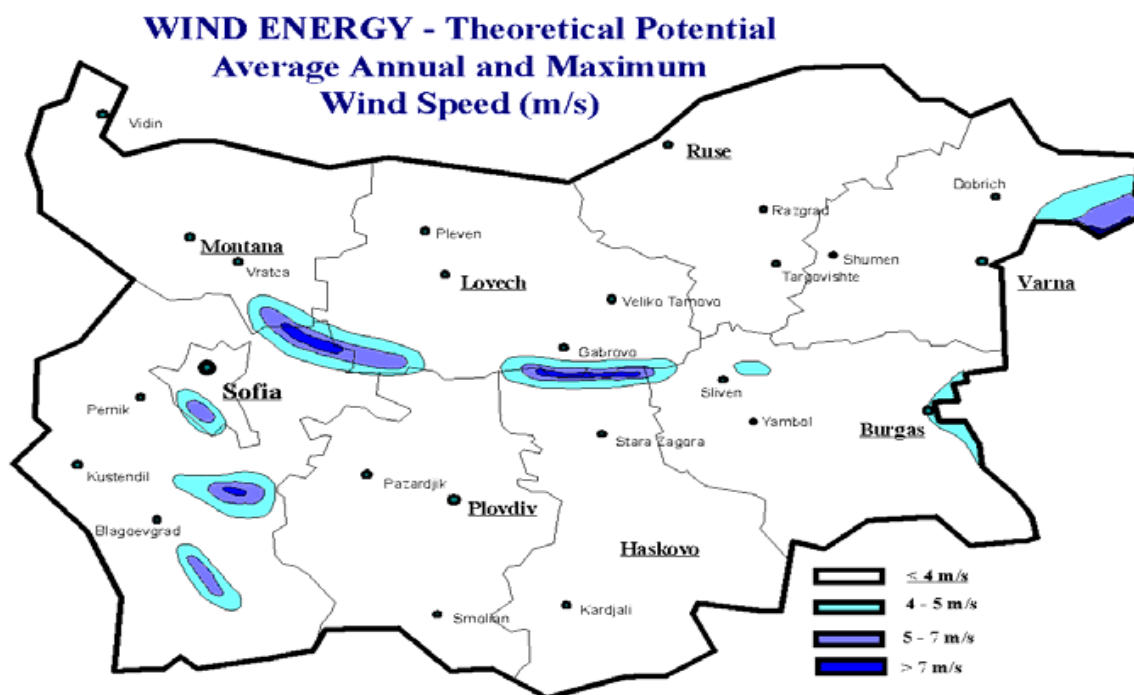 WIND ENERGY - Theoretical Potential
Average Annual and Maximum
Wind Speed (m/s)
Vidin
Ruse
Dobrich
Razgrad
Pleven
Montana
Vratca
Lovech
Targovishte
Shumen
Varna
Veliko Tarnovo
Gabrovo
Sofia
Sliven
Pernik
Yambol
Burgas
Stara Zagora
Kustendil
Pazardjik
Plovdiv
Blagoevgrad
Haskovo
Smolian
Kardjali
< 4 m/s
4 - 5 m/s
5 - 7 m/s
> 7 m/s